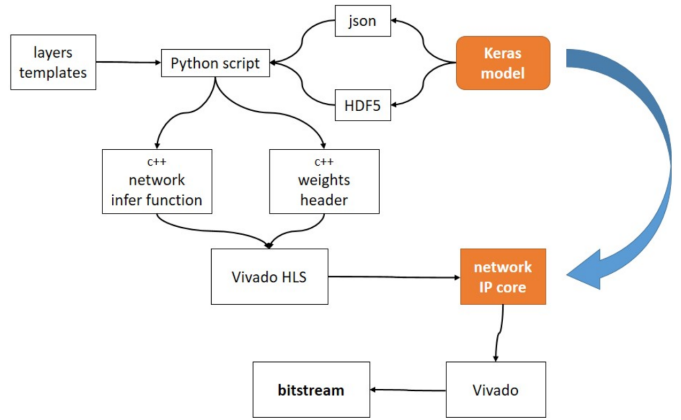 json
layers
templates
Python script
Keras
model
HDF5
c++
network
infer function
c++
weights
header
Vivado HLS
network
IP core
bitstream
Vivado